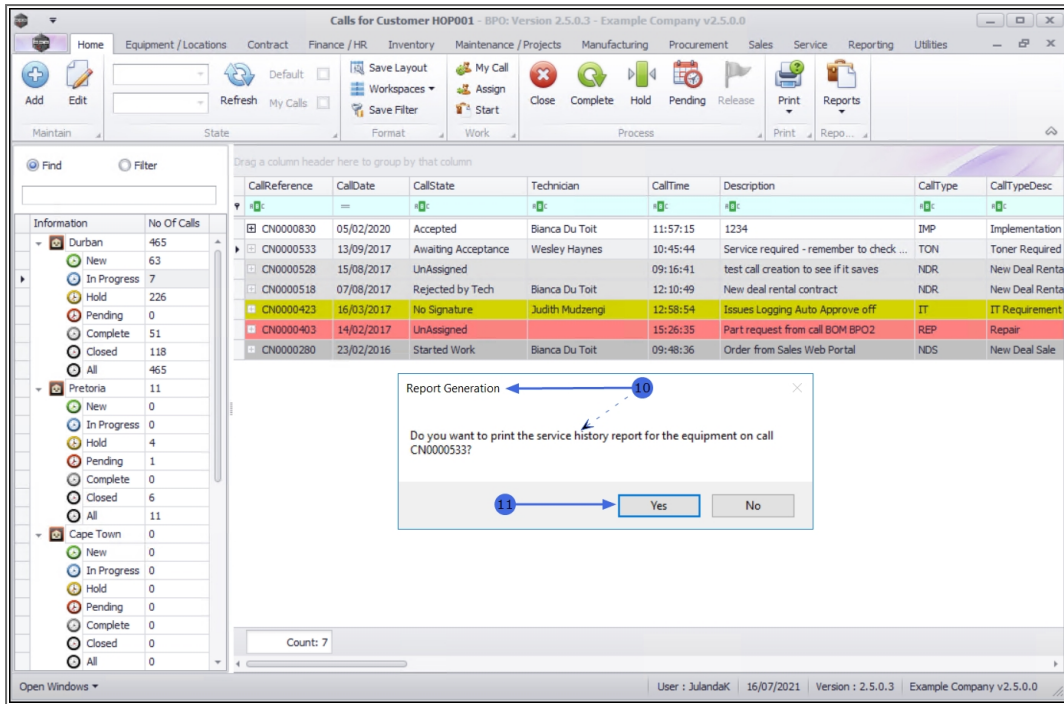 Calls for Customer HOP001 - BPO: Version 2.5.0.3 - Example Company v2.5.0.0
Home Equipment / Locations Contract Finance / HR Inventory Maintenance / Projects Manufacturing Procurement Sales Service Reporting Utilities
Add Edit Refresh Default My Calls Save Layout Workspaces Save Filter My Call Assign Start Close Complete Hold Pending Release Print Reports
Maintain State Format Work Process Print Repo...
Find Filter
Drag a column header here to group by that column
CallReference CallDate CallState Technician CallTime Description CallType CallTypeDesc
Information No Of Calls
Durban 465
New 63
In Progress 7
Hold 226
Pending 0
Complete 51
Closed 118
All 465
Pretoria 11
New 0
In Progress 0
Hold 4
Pending 1
Complete 0
Closed 6
All 11
Cape Town 0
New 0
In Progress 0
Hold 0
Pending 0
Complete 0
Closed 0
All 0
CN0000830 05/02/2020 Accepted Bianca Du Toit 11:57:15 1234 IMP Implementation
CN0000533 13/09/2017 Awaiting Acceptance Wesley Haynes 10:45:44 Service required - remember to check ... TON Toner Required
CN0000528 15/08/2017 UnAssigned 09:16:41 test call creation to see if it saves NDR New Deal Renta
CN0000518 07/08/2017 Rejected by Tech Bianca Du Toit 12:10:49 New deal rental contract NDR New Deal Renta
CN0000423 16/03/2017 No Signature Judith Mudzengi 12:58:54 Issues Logging Auto Approve off IT IT Requirement
CN0000403 14/02/2017 UnAssigned 15:26:35 Part request from call BOM BPO2 REP Repair
CN0000280 23/02/2016 Started Work Bianca Du Toit 09:48:36 Order from Sales Web Portal NDS New Deal Sale
Report Generation 10
Do you want to print the service history report for the equipment on call
CN0000533?
11 Yes No
Count: 7
Open Windows User : JulandaK 16/07/2021 Version : 2.5.0.3 Example Company v2.5.0.0